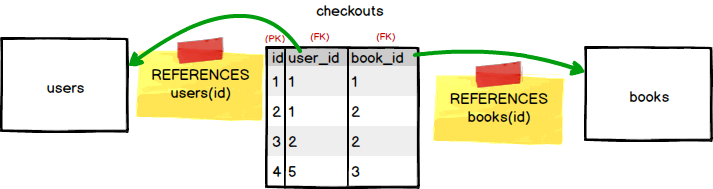 checkouts
(PK) (FK) (FK)
id user_id book_id
1 1 1
2 1 2
3 2 2
4 5 3
users
REFERENCES
users(id)
REFERENCES
books(id)
books